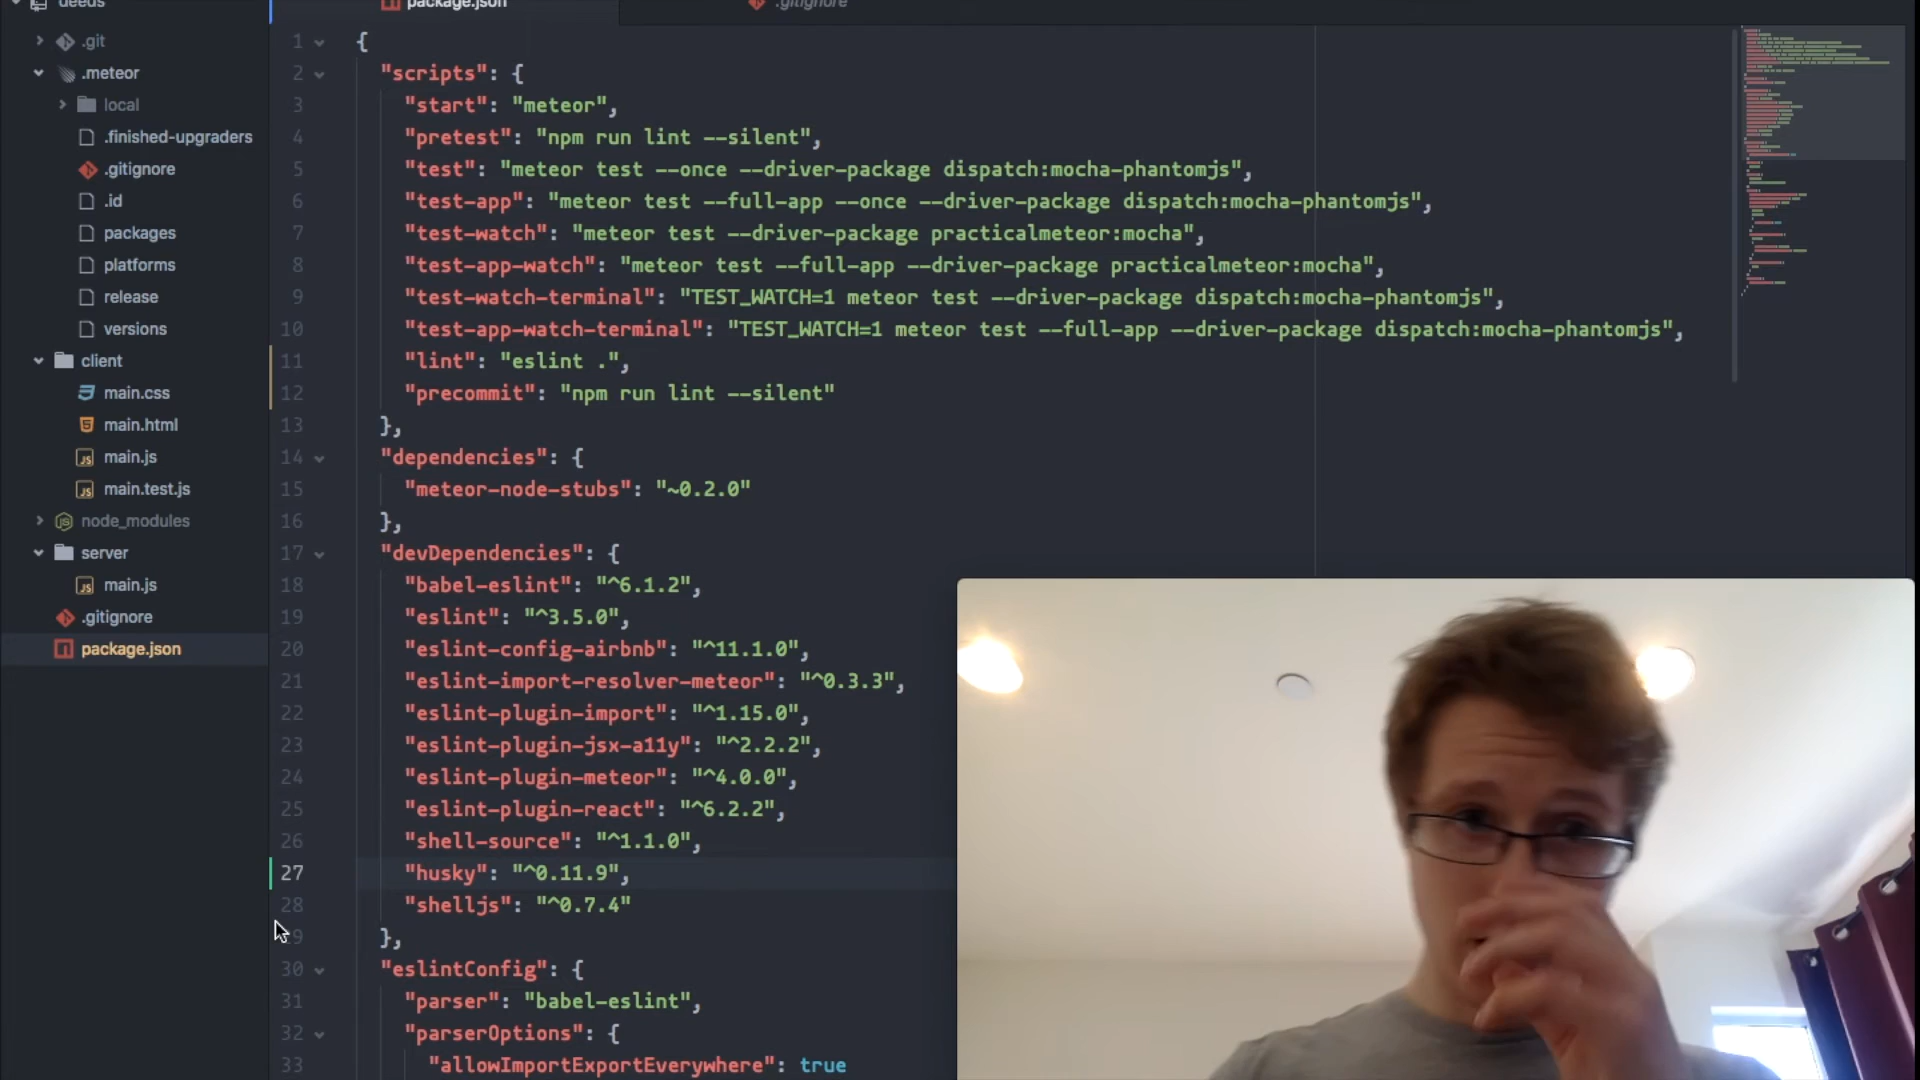 deeds
.git
.meteor
local
.finished-upgraders
.gitignore
.id
packages
platforms
release
versions
client
main.css
main.html
main.js
main.test.js
node_modules
server
main.js
.gitignore
package.json
package.json
.gitignore
1 {
2 "scripts": {
3 "start": "meteor",
4 "pretest": "npm run lint --silent",
5 "test": "meteor test --once --driver-package dispatch:mocha-phantomjs",
6 "test-app": "meteor test --full-app --once --driver-package dispatch:mocha-phantomjs",
7 "test-watch": "meteor test --driver-package practicalmeteor:mocha",
8 "test-app-watch": "meteor test --full-app --driver-package practicalmeteor:mocha",
9 "test-watch-terminal": "TEST_WATCH=1 meteor test --driver-package dispatch:mocha-phantomjs",
10 "test-app-watch-terminal": "TEST_WATCH=1 meteor test --full-app --driver-package dispatch:mocha-phantomjs",
11 "lint": "eslint .",
12 "precommit": "npm run lint --silent"
13 },
14 "dependencies": {
15 "meteor-node-stubs": "~0.2.0"
16 },
17 "devDependencies": {
18 "babel-eslint": "^6.1.2",
19 "eslint": "^3.5.0",
20 "eslint-config-airbnb": "^11.1.0",
21 "eslint-import-resolver-meteor": "^0.3.3",
22 "eslint-plugin-import": "^1.15.0",
23 "eslint-plugin-jsx-a11y": "^2.2.2",
24 "eslint-plugin-meteor": "^4.0.0",
25 "eslint-plugin-react": "^6.2.2",
26 "shell-source": "^1.1.0",
27 "husky": "^0.11.9",
28 "shelljs": "^0.7.4"
29 },
30 "eslintConfig": {
31 "parser": "babel-eslint",
32 "parserOptions": {
33 "allowImportExportEverywhere": true